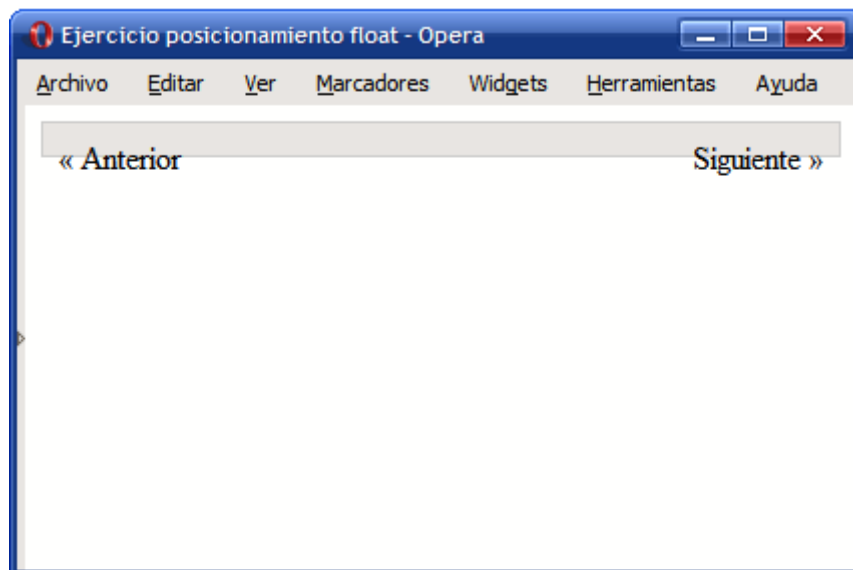 Ejercicio posicionamiento float - Opera
Archivo Editar Ver Marcadores Widgets Herramientas Ayuda
« Anterior Siguiente »